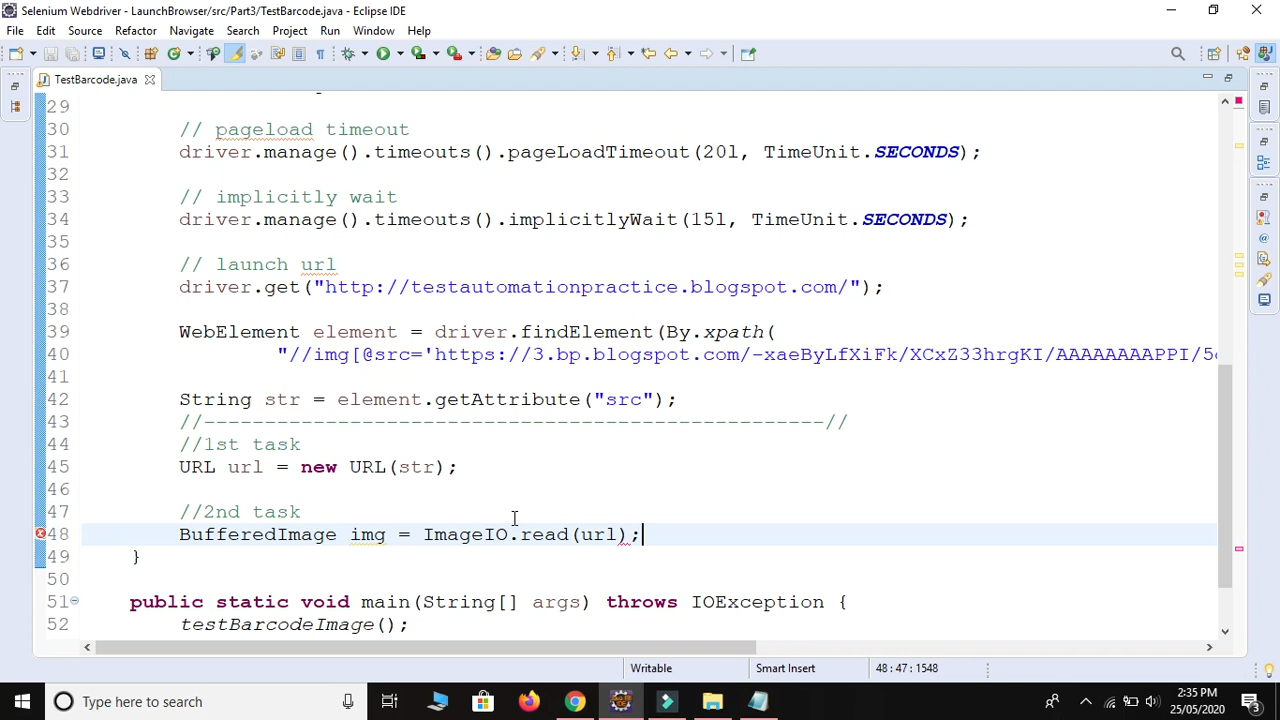 Selenium Webdriver - LaunchBrowser/src/Part3/TestBarcode.java - Eclipse IDE
File Edit Source Refactor Navigate Search Project Run Window Help
TestBarcode.java
29
30 // pageload timeout
31 driver.manage().timeouts().pageLoadTimeout(20l, TimeUnit.SECONDS);
32
33 // implicitly wait
34 driver.manage().timeouts().implicitlyWait(15l, TimeUnit.SECONDS);
35
36 // launch url
37 driver.get("http://testautomationpractice.blogspot.com/");
38
39 WebElement element = driver.findElement(By.xpath(
40 "//img[@src='https://3.bp.blogspot.com/-xaeByLfXiFk/XCxZ33hrgKI/AAAAAAAAPPI/5
41
42 String str = element.getAttribute("src");
43 //---------------------------------------------------//
44 //1st task
45 URL url = new URL(str);
46
47 //2nd task
48 BufferedImage img = ImageIO.read(url);
49 }
50
51 public static void main(String[] args) throws IOException {
52 testBarcodeImage();
Writable Smart Insert 48 : 47 : 1548
Type here to search
2:35 PM
25/05/2020
3